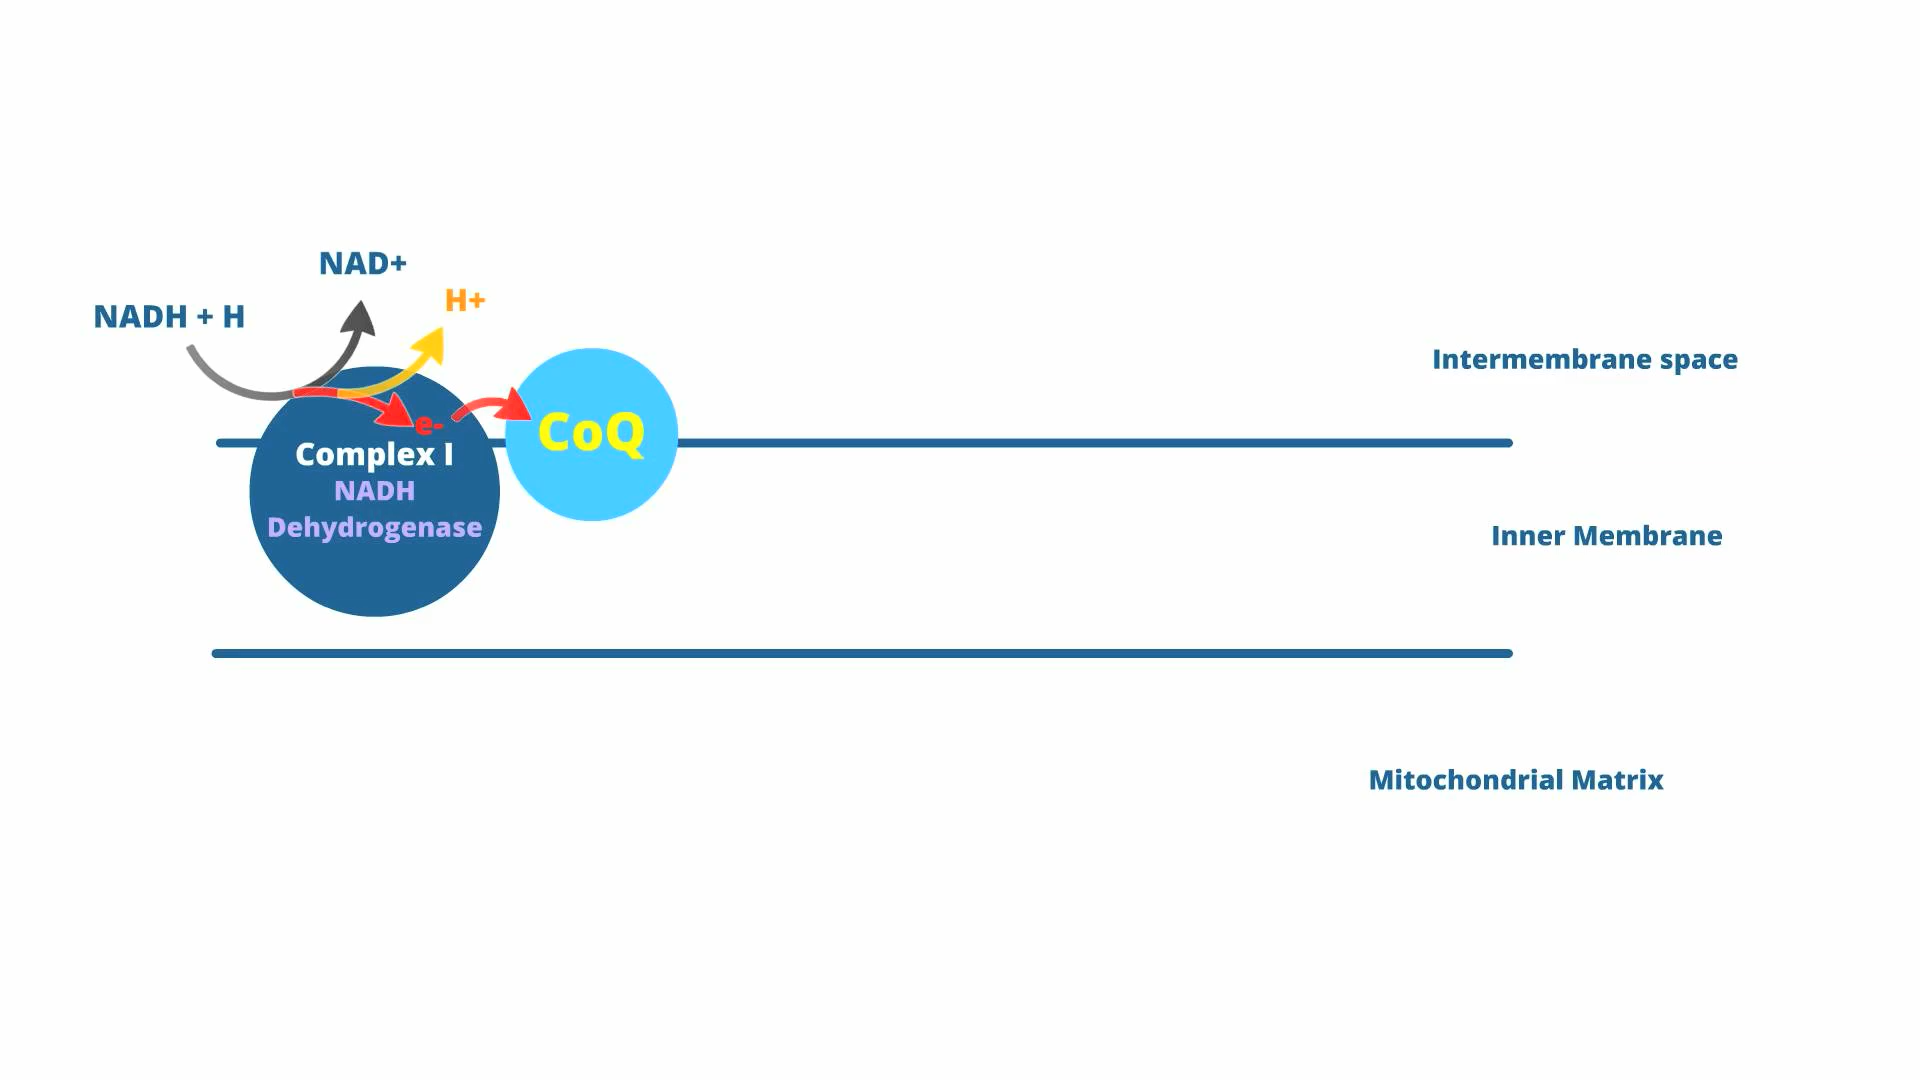 NAD+
H+
NADH + H
Intermembrane space
e-
CoQ
Complex I
NADH
Dehydrogenase
Inner Membrane
Mitochondrial Matrix